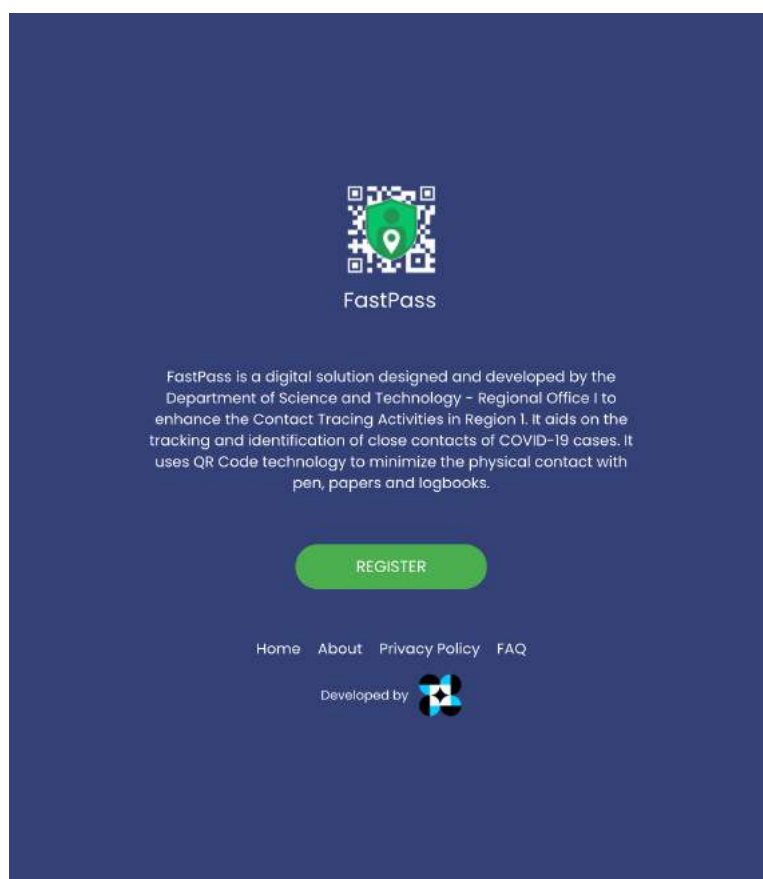 FastPass
FastPass is a digital solution designed and developed by the
Department of Science and Technology - Regional Office I to
enhance the Contact Tracing Activities in Region 1. It aids on the
tracking and identification of close contacts of COVID-19 cases. It
uses QR Code technology to minimize the physical contact with
pen, papers and logbooks.
REGISTER
Home About Privacy Policy FAQ
Developed by